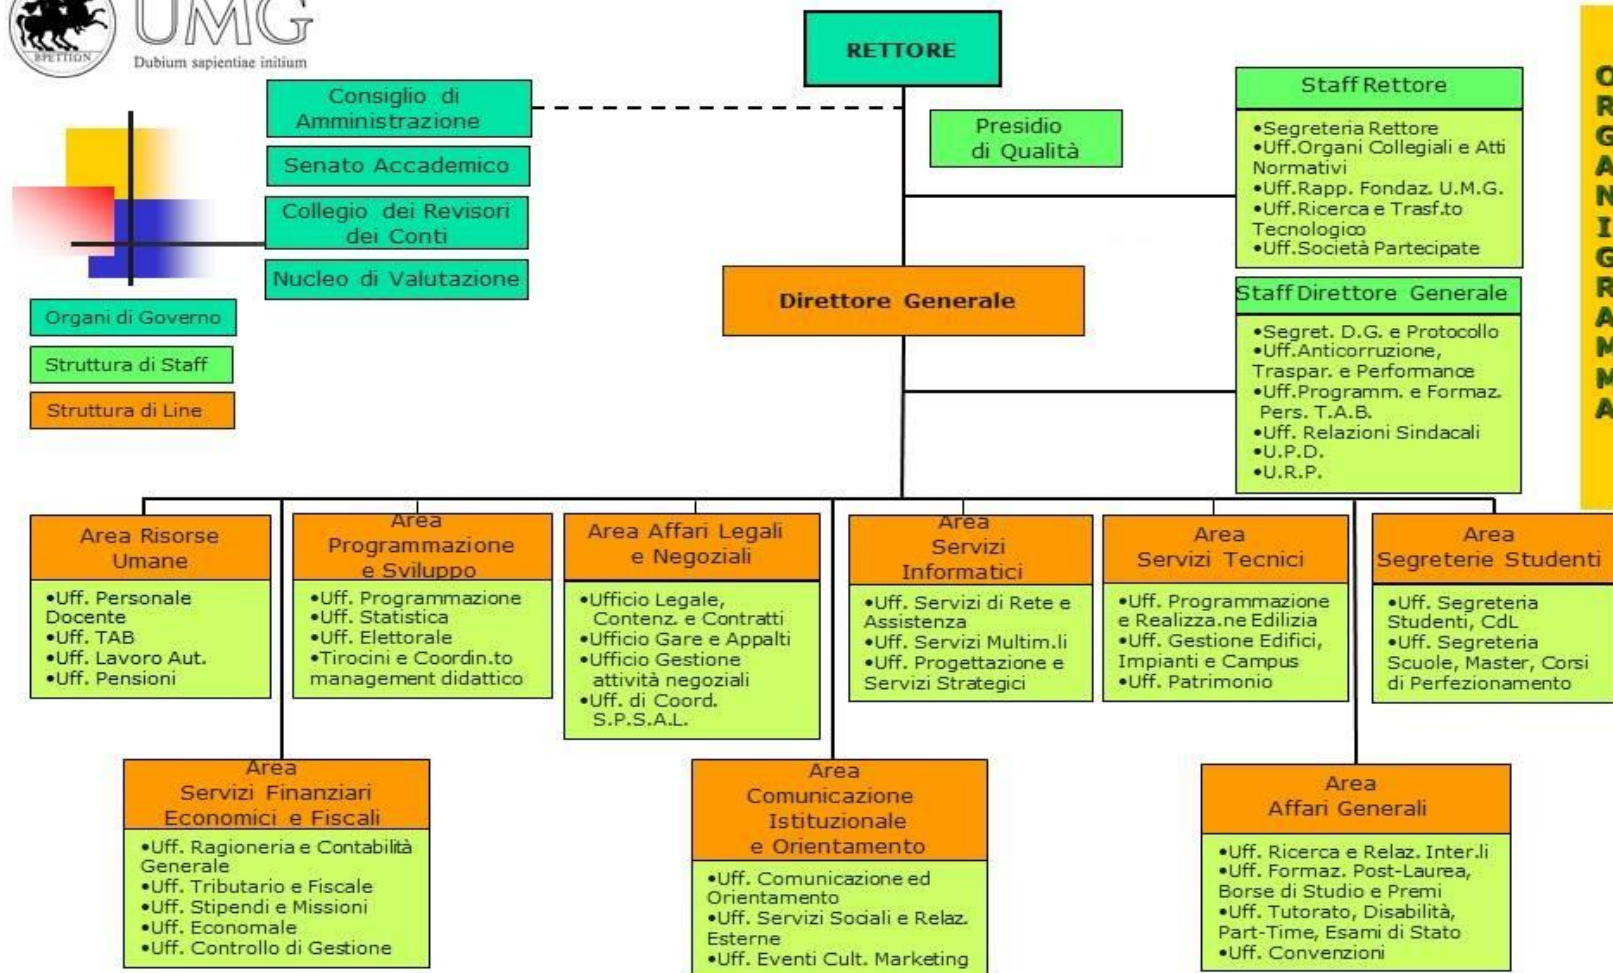 ΒΡΕΤΤΙΩΝ
UMG
Dubium sapientiae initium
RETTORE
Consiglio di
Amministrazione
Senato Accademico
Collegio dei Revisori
dei Conti
Nucleo di Valutazione
Organi di Governo
Struttura di Staff
Struttura di Line
Presidio
di Qualità
Staff Rettore
•Segreteria Rettore
•Uff.Organi Collegiali e Atti
Normativi
•Uff.Rapp. Fondaz. U.M.G.
•Uff.Ricerca e Trasf.to
Tecnologico
•Uff.Società Partecipate
Direttore Generale
Staff Direttore Generale
•Segret. D.G. e Protocollo
•Uff.Anticorruzione,
Traspar. e Performance
•Uff.Programm. e Formaz.
Pers. T.A.B.
•Uff. Relazioni Sindacali
•U.P.D.
•U.R.P.
O
R
G
A
N
I
G
R
A
M
M
A
Area Risorse
Umane
•Uff. Personale
Docente
•Uff. TAB
•Uff. Lavoro Aut.
•Uff. Pensioni
Area
Programmazione
e Sviluppo
•Uff. Programmazione
•Uff. Statistica
•Uff. Elettorale
•Tirocini e Coordin.to
management didattico
Area Affari Legali
e Negoziali
•Ufficio Legale,
Contenz. e Contratti
•Ufficio Gare e Appalti
•Ufficio Gestione
attività negoziali
•Uff. di Coord.
S.P.S.A.L.
Area
Servizi
Informatici
•Uff. Servizi di Rete e
Assistenza
•Uff. Servizi Multim.li
•Uff. Progettazione e
Servizi Strategici
Area
Servizi Tecnici
•Uff. Programmazione
e Realizza.ne Edilizia
•Uff. Gestione Edifici,
Impianti e Campus
•Uff. Patrimonio
Area
Segreterie Studenti
•Uff. Segreteria
Studenti, CdL
•Uff. Segreteria
Scuole, Master, Corsi
di Perfezionamento
Area
Servizi Finanziari
Economici e Fiscali
•Uff. Ragioneria e Contabilità
Generale
•Uff. Tributario e Fiscale
•Uff. Stipendi e Missioni
•Uff. Economale
•Uff. Controllo di Gestione
Area
Comunicazione
Istituzionale
e Orientamento
•Uff. Comunicazione ed
Orientamento
•Uff. Servizi Sociali e Relaz.
Esterne
•Uff. Eventi Cult. Marketing
Area
Affari Generali
•Uff. Ricerca e Relaz. Inter.li
•Uff. Formaz. Post-Laurea,
Borse di Studio e Premi
•Uff. Tutorato, Disabilità,
Part-Time, Esami di Stato
•Uff. Convenzioni